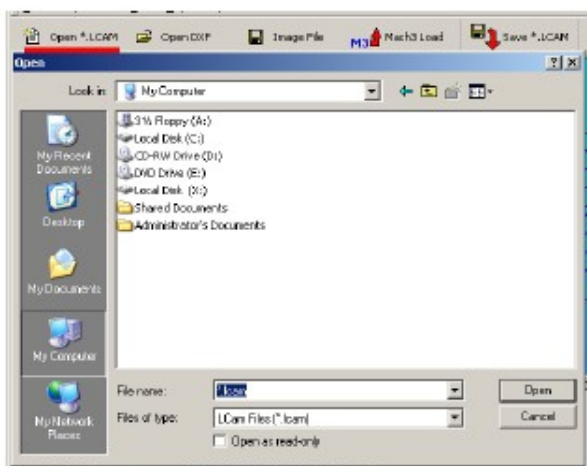 Open *.LCAM Open DXF Image File M3 Mach3 Load Save *.LCAM
Open
Look in: My Computer
3½ Floppy (A:)
Local Disk (C:)
CD-RW Drive (D:)
DVD Drive (E:)
Local Disk (X:)
Shared Documents
Administrator's Documents
My Recent
Documents
Desktop
My Documents
My Computer
My Network
Places
File name: *.lcam Open
Files of type: LCam Files (*.lcam) Cancel
Open as read-only